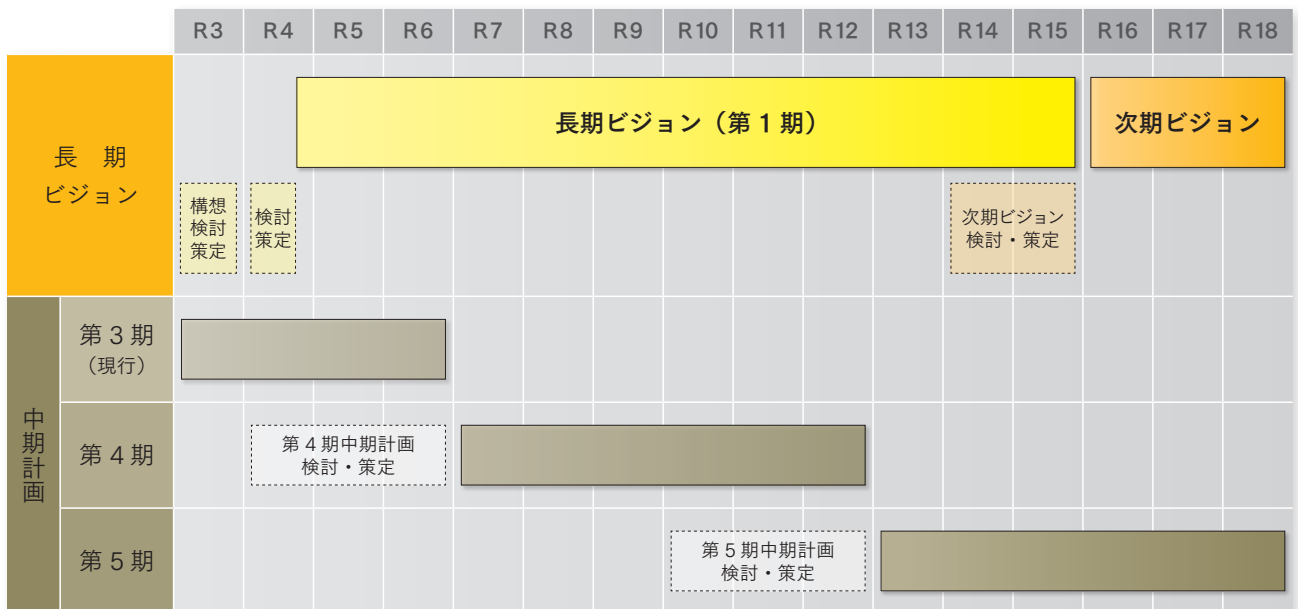 R3 R4 R5 R6 R7 R8 R9 R10 R11 R12 R13 R14 R15 R16 R17 R18
長 期
ビジョン
長期ビジョン（第 1 期）
次期ビジョン
構想
検討
策定
検討
策定
次期ビジョン
検討・策定
中期計画
第 3 期
（現行）
第 4 期
第 4 期中期計画
検討・策定
第 5 期
第 5 期中期計画
検討・策定